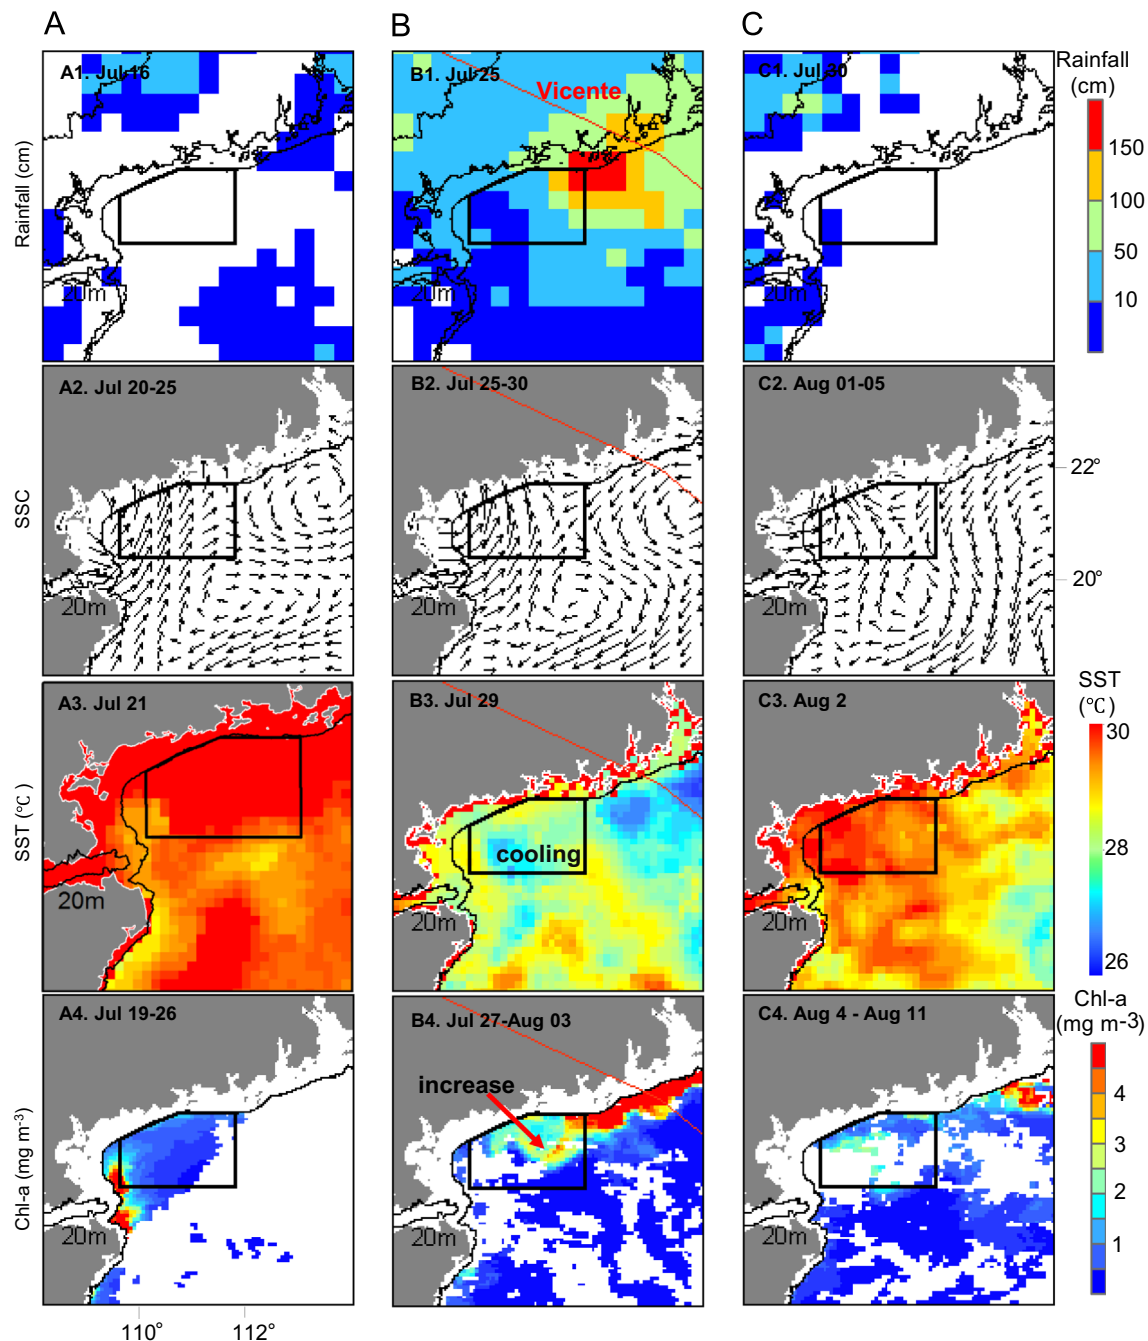 A
B
C
A1. Jul 16
B1. Jul 25
C1. Jul 30
Rainfall
(cm)
Vicente
150
100
50
10
Rainfall (cm)
20m
20m
20m
A2. Jul 20-25
B2. Jul 25-30
C2. Aug 01-05
22°
20°
SSC
20m
20m
20m
A3. Jul 21
B3. Jul 29
C3. Aug 2
SST
(℃)
30
28
26
SST (℃)
cooling
20m
20m
20m
A4. Jul 19-26
B4. Jul 27-Aug 03
C4. Aug 4 - Aug 11
Chl-a
(mg m-3)
increase
4
3
2
1
Chl-a (mg m-3)
20m
20m
20m
110°
112°